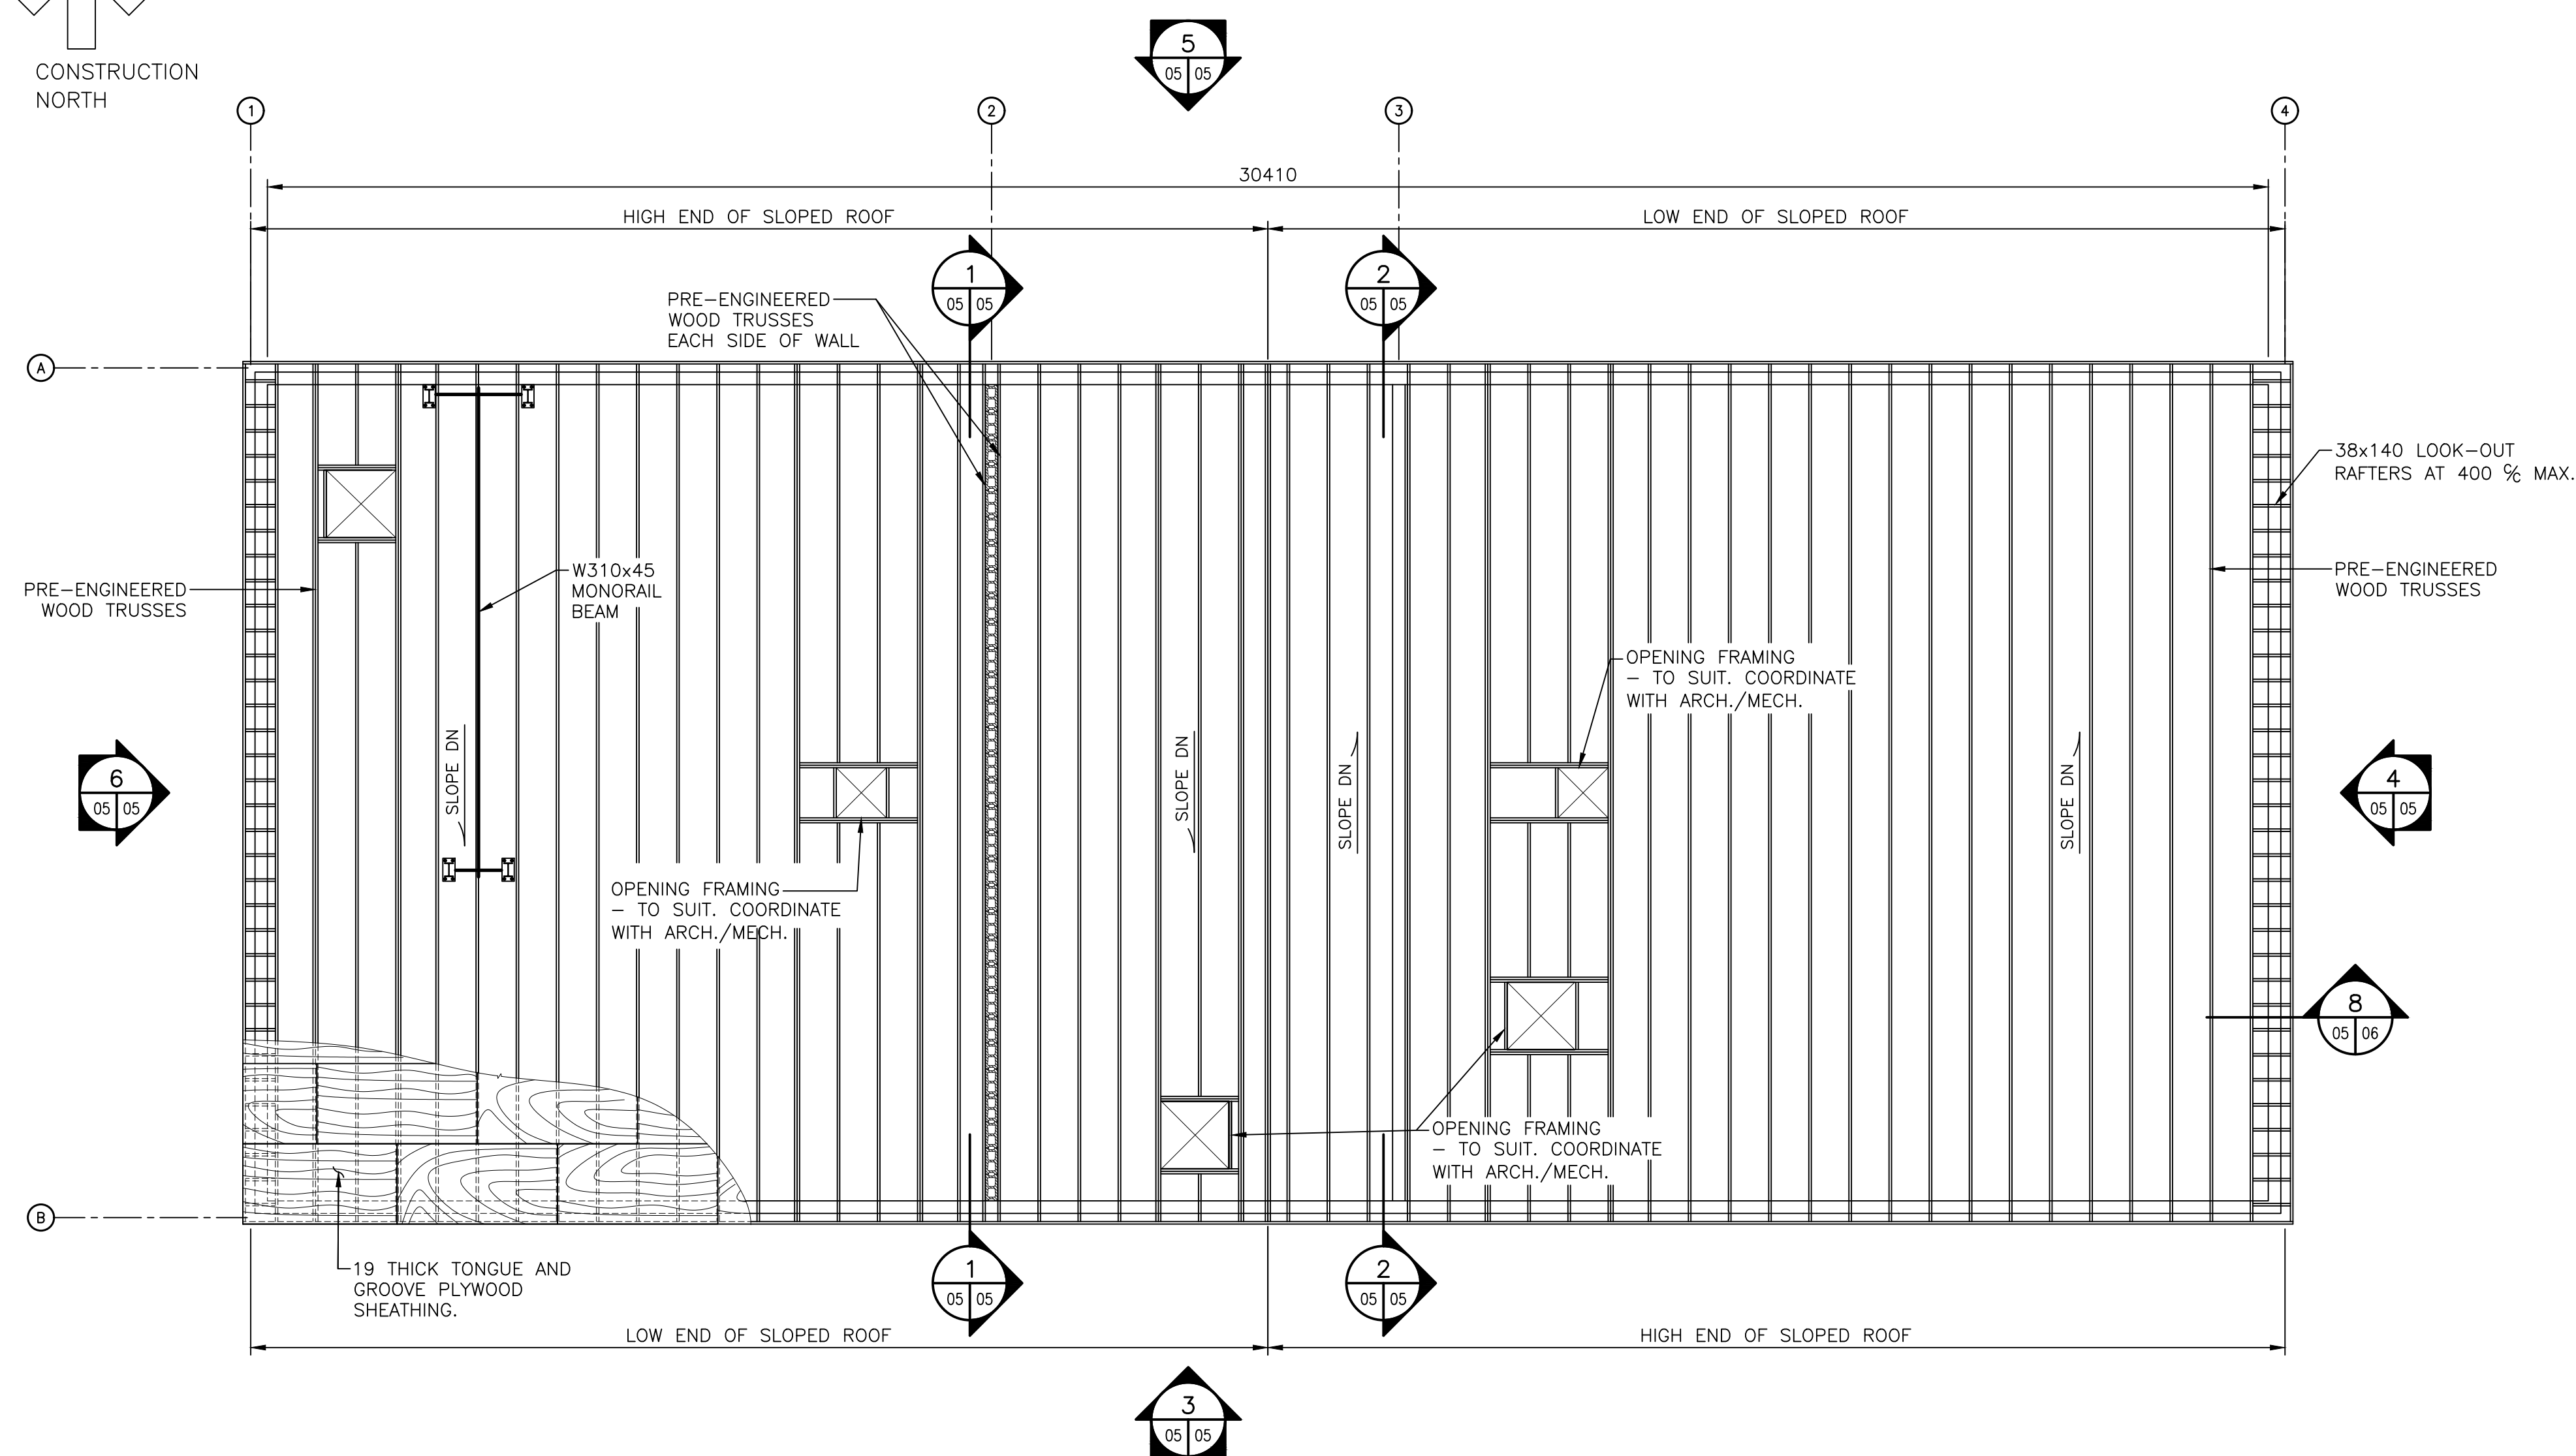 CONSTRUCTION
NORTH
5
05 05
1
2
3
4
30410
HIGH END OF SLOPED ROOF
LOW END OF SLOPED ROOF
1
05 05
2
05 05
PRE-ENGINEERED
WOOD TRUSSES
EACH SIDE OF WALL
A
38x140 LOOK-OUT
RAFTERS AT 400 ℄ MAX.
PRE-ENGINEERED
WOOD TRUSSES
W310x45
MONORAIL
BEAM
PRE-ENGINEERED
WOOD TRUSSES
OPENING FRAMING
- TO SUIT. COORDINATE
WITH ARCH./MECH.
6
05 05
SLOPE DN
SLOPE DN
SLOPE DN
SLOPE DN
4
05 05
OPENING FRAMING
- TO SUIT. COORDINATE
WITH ARCH./MECH.
8
05 06
OPENING FRAMING
- TO SUIT. COORDINATE
WITH ARCH./MECH.
B
19 THICK TONGUE AND
GROOVE PLYWOOD
SHEATHING.
1
05 05
2
05 05
LOW END OF SLOPED ROOF
HIGH END OF SLOPED ROOF
3
05 05